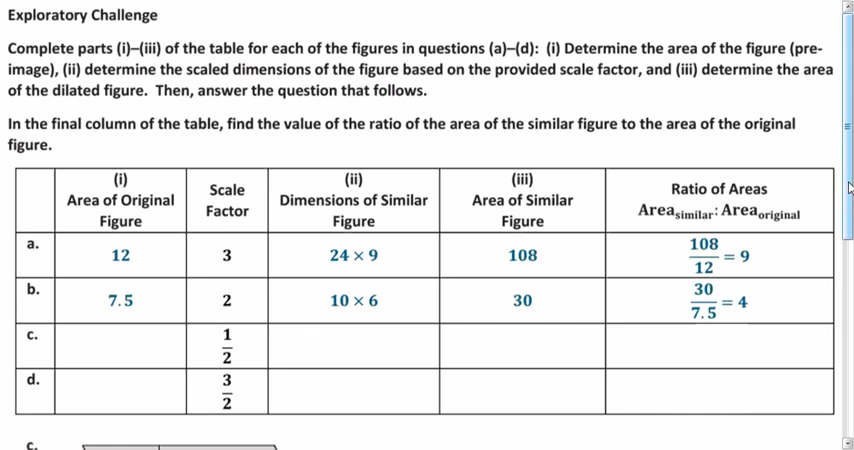 Exploratory Challenge
Complete parts (i)–(iii) of the table for each of the figures in questions (a)–(d): (i) Determine the area of the figure (pre-
image), (ii) determine the scaled dimensions of the figure based on the provided scale factor, and (iii) determine the area
of the dilated figure. Then, answer the question that follows.
In the final column of the table, find the value of the ratio of the area of the similar figure to the area of the original
figure.
(i)
Area of Original
Figure
Scale
Factor
(ii)
Dimensions of Similar
Figure
(iii)
Area of Similar
Figure
Ratio of Areas
Area_similar: Area_original
a.
12
3
24 × 9
108
108/12 = 9
b.
7.5
2
10 × 6
30
30/7.5 = 4
c.
1/2
d.
3/2
c.